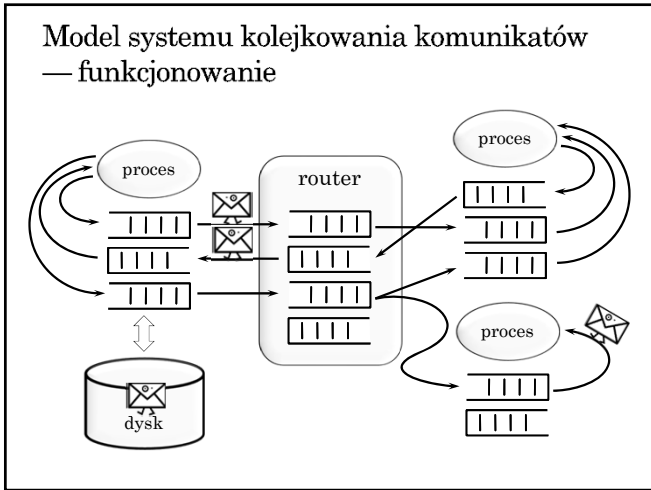 Model systemu kolejkowania komunikatów
— funkcjonowanie
proces
proces
router
proces
dysk